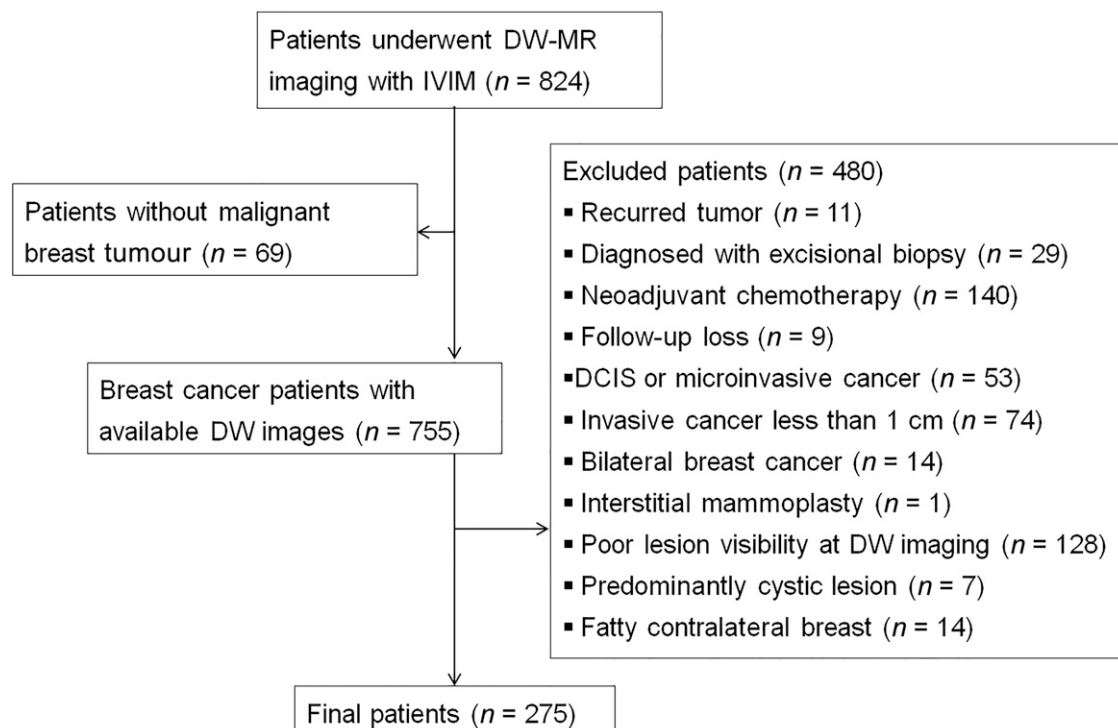 Patients underwent DW-MR
imaging with IVIM (n = 824)
Patients without malignant
breast tumour (n = 69)
Breast cancer patients with
available DW images (n = 755)
Excluded patients (n = 480)
▪ Recurred tumor (n = 11)
▪ Diagnosed with excisional biopsy (n = 29)
▪ Neoadjuvant chemotherapy (n = 140)
▪ Follow-up loss (n = 9)
▪DCIS or microinvasive cancer (n = 53)
▪ Invasive cancer less than 1 cm (n = 74)
▪ Bilateral breast cancer (n = 14)
▪ Interstitial mammoplasty (n = 1)
▪ Poor lesion visibility at DW imaging (n = 128)
▪ Predominantly cystic lesion (n = 7)
▪ Fatty contralateral breast (n = 14)
Final patients (n = 275)